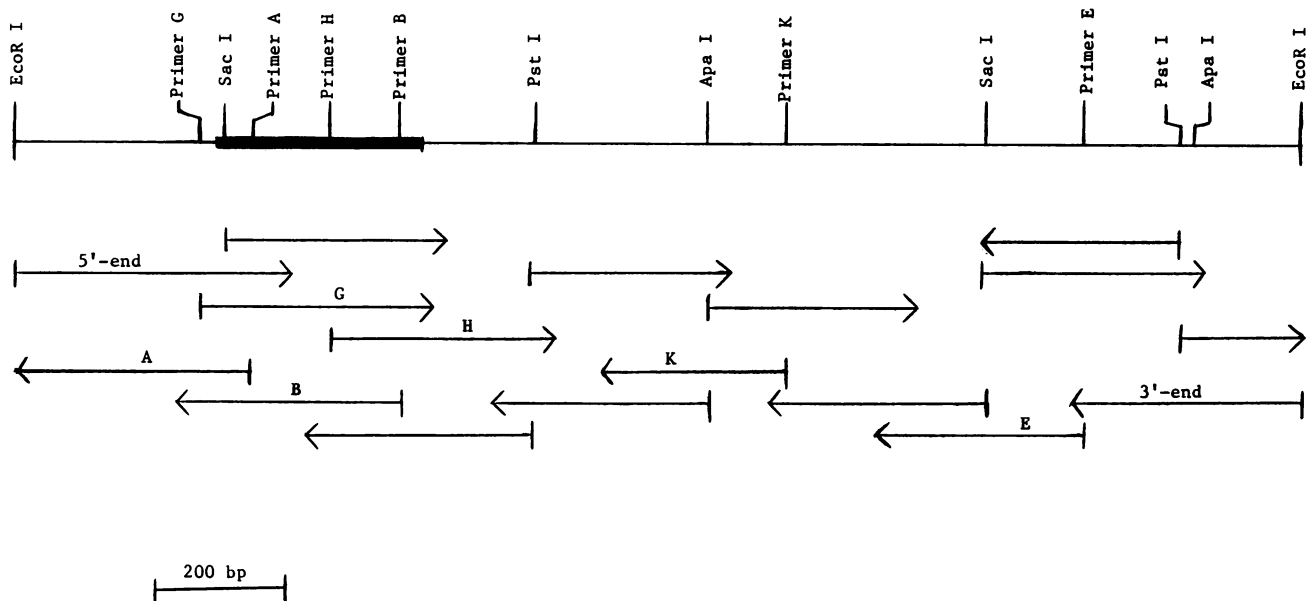 EcoR I
Primer G
Sac I
Primer A
Primer H
Primer B
Pst I
Apa I
Primer K
Sac I
Primer E
Pst I
Apa I
EcoR I
5'-end
G
H
A
K
B
3'-end
E
200 bp